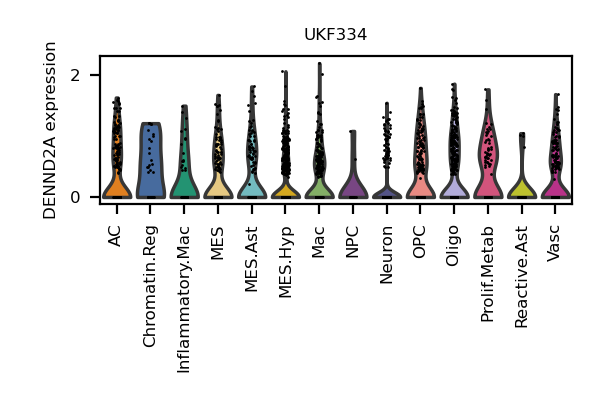 UKF334
DENND2A expression
2
0
AC
Chromatin.Reg
Inflammatory.Mac
MES
MES.Ast
MES.Hyp
Mac
NPC
Neuron
OPC
Oligo
Prolif.Metab
Reactive.Ast
Vasc